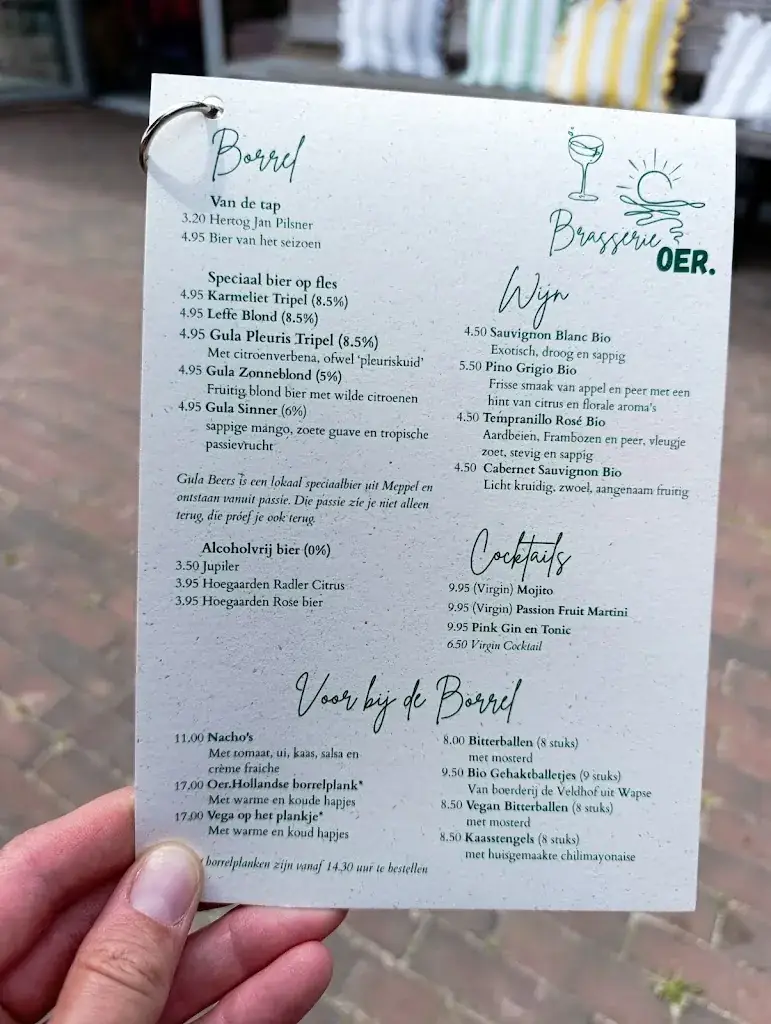 Borrel
Van de tap
3.20 Hertog Jan Pilsner
4.95 Bier van het seizoen
Speciaal bier op fles
4.95 Karmeliet Tripel (8.5%)
4.95 Leffe Blond (8.5%)
4.95 Gula Pleuris Tripel (8.5%)
Met citroenverbena, ofwel ‘pleuriskuid’
4.95 Gula Zonneblond (5%)
Fruitig blond bier met wilde citroenen
4.95 Gula Sinner (6%)
sappige mango, zoete guave en tropische
passievrucht
Gula Beers is een lokaal speciaalbier uit Meppel en
ontstaan vanuit passie. Die passie zie je niet alleen
terug, die proef je ook terug.
Alcoholvrij bier (0%)
3.50 Jupiler
3.95 Hoegaarden Radler Citrus
3.95 Hoegaarden Rose bier
Brasserie
OER.
Wijn
4.50 Sauvignon Blanc Bio
Exotisch, droog en sappig
5.50 Pino Grigio Bio
Frisse smaak van appel en peer met een
hint van citrus en florale aroma's
4.50 Tempranillo Rosé Bio
Aardbeien, Frambozen en peer, vleugje
zoet, stevig en sappig
4.50 Cabernet Sauvignon Bio
Licht kruidig, zwoel, aangenaam fruitig
Cocktails
9.95 (Virgin) Mojito
9.95 (Virgin) Passion Fruit Martini
9.95 Pink Gin en Tonic
6.50 Virgin Cocktail
Voor bij de Borrel
11.00 Nacho's
Met tomaat, ui, kaas, salsa en
crème fraiche
17.00 Oer.Hollandse borrelplank*
Met warme en koude hapjes
17.00 Vega op het plankje*
Met warme en koud hapjes
borrelplanken zijn vanaf 14.30 uur te bestellen
8.00 Bitterballen (8 stuks)
met mosterd
9.50 Bio Gehaktballetjes (9 stuks)
Van boerderij de Veldhof uit Wapse
8.50 Vegan Bitterballen (8 stuks)
met mosterd
8.50 Kaasstengels (8 stuks)
met huisgemaakte chilimayonaise